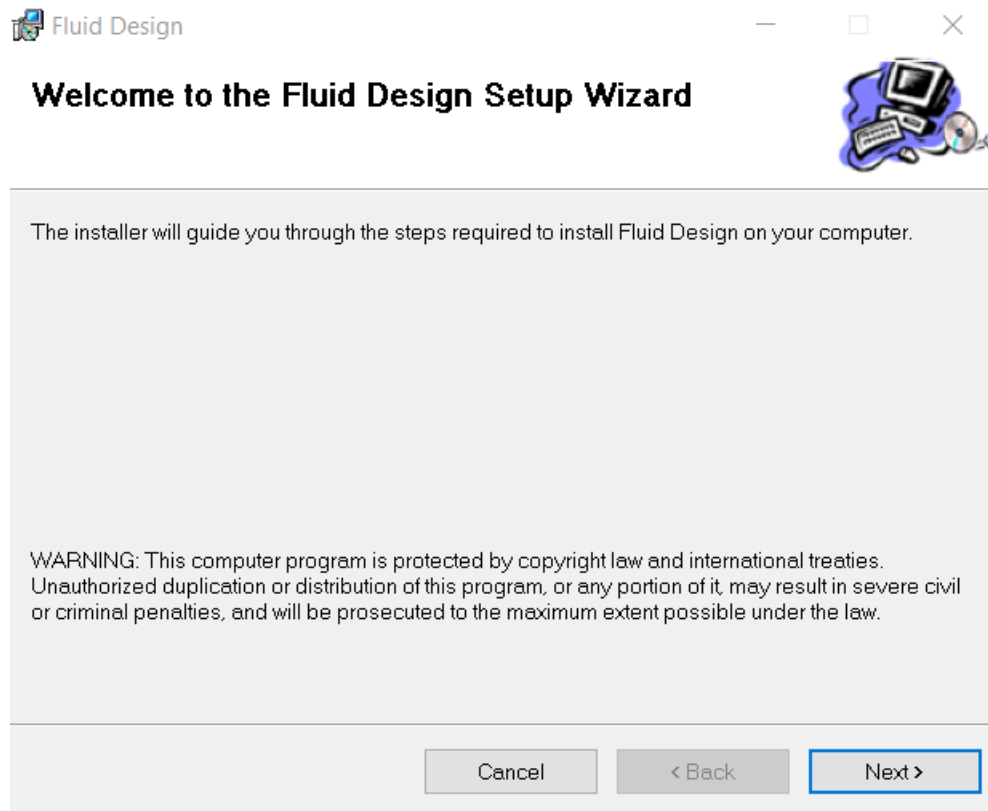 Fluid Design
Welcome to the Fluid Design Setup Wizard
The installer will guide you through the steps required to install Fluid Design on your computer.
WARNING: This computer program is protected by copyright law and international treaties.
Unauthorized duplication or distribution of this program, or any portion of it, may result in severe civil
or criminal penalties, and will be prosecuted to the maximum extent possible under the law.
Cancel
< Back
Next >